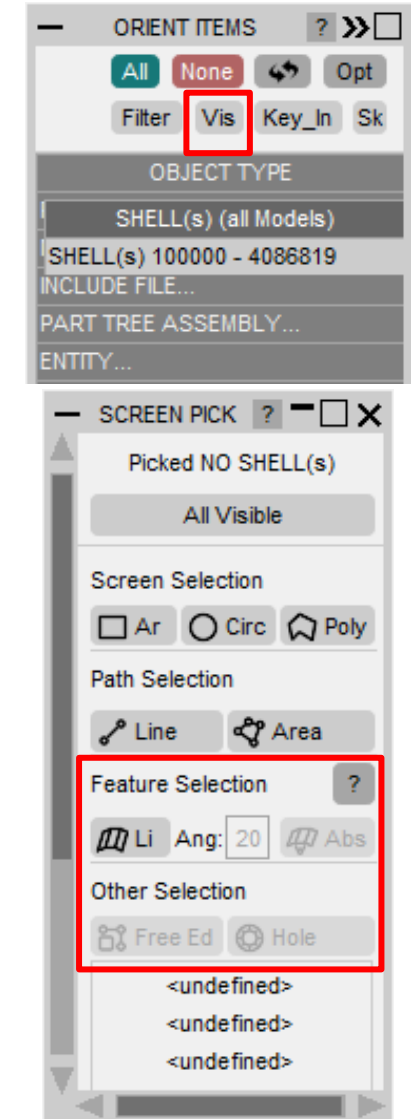 ORIENT ITEMS ?
All None Opt
Filter Vis Key_In Sk
OBJECT TYPE
SHELL(s) (all Models)
SHELL(s) 100000 - 4086819
INCLUDE FILE...
PART TREE ASSEMBLY...
ENTITY...
SCREEN PICK ?
Picked NO SHELL(s)
All Visible
Screen Selection
Ar Circ Poly
Path Selection
Line Area
Feature Selection ?
Li Ang: 20 Abs
Other Selection
Free Ed Hole
<undefined>
<undefined>
<undefined>